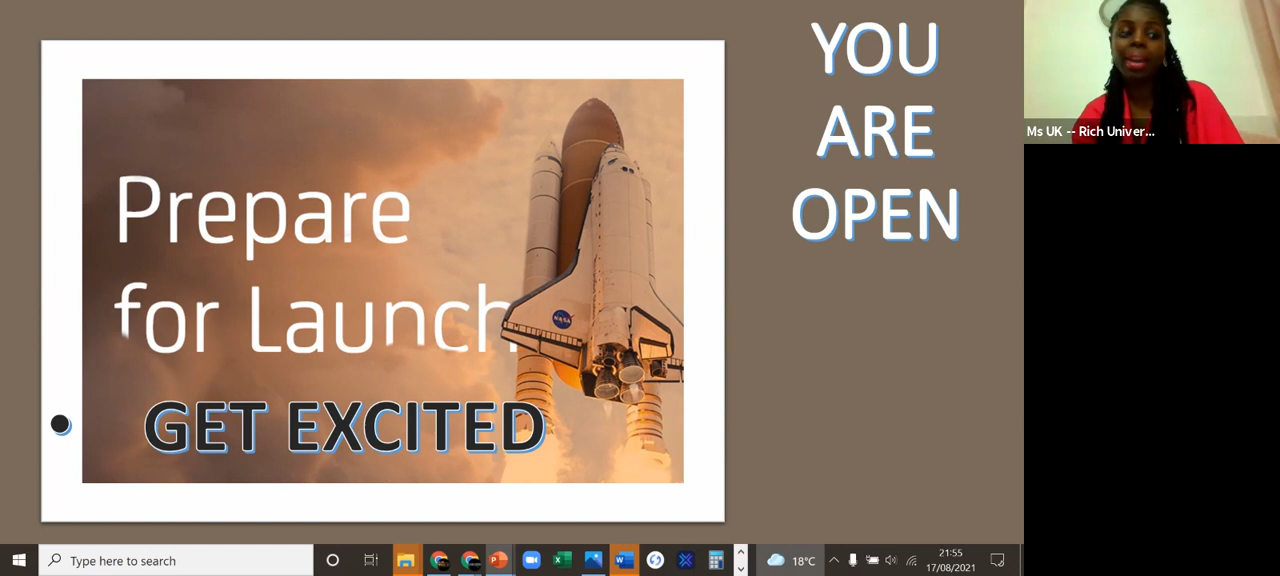 Prepare
for Launch
GET EXCITED
YOU
ARE
OPEN
Ms UK -- Rich Univer...
NASA
Type here to search
18°C
21:55
17/08/2021